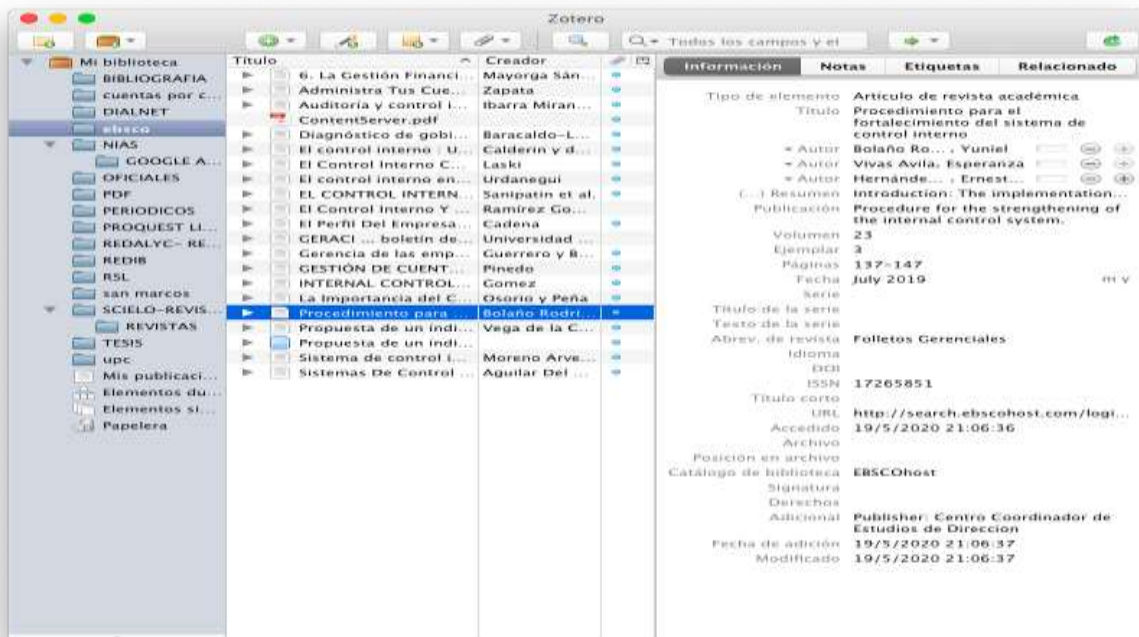 Zotero
Todos los campos y et
Mi biblioteca
BIBLIOGRAFIA
cuentas por c...
DIALNET
ebsco
NIAS
GOOGLE A...
OFICIALES
PDF
PERIODICOS
PROQUEST LI...
REDALYC- RE...
REDIB
RSL
san marcos
SCIELO-REVIS...
REVISTAS
TESIS
upc
Mis publicaci...
Elementos du...
Elementos si...
Papelera
Título Creador
6. La Gestión Financi... Mayorga Sán...
Administra Tus Cue... Zapata
Auditoría y control i... Ibarra Miran...
ContentServer.pdf
Diagnóstico de gobi... Baracaldo-L...
El control interno : U... Calderín y d...
El Control Interno C... Laski
El control interno en... Urdanegui
EL CONTROL INTERN... Sanipatín et al.
El Control Interno Y ... Ramírez Go...
El Perfil Del Empresa... Cadena
GERACI ... boletín de... Universidad ...
Gerencia de las emp... Guerrero y B...
GESTIÓN DE CUENT... Pinedo
INTERNAL CONTROL... Gomez
La Importancia del C... Osorio y Peña
Procedimiento para ... Bolaño Rodrí...
Propuesta de un índi... Vega de la C...
Propuesta de un índi...
Sistema de control i... Moreno Arve...
Sistemas De Control ... Aguilar Del ...
Información Notas Etiquetas Relacionado
Tipo de elemento Artículo de revista académica
Título Procedimiento para el
fortalecimiento del sistema de
control interno
Autor Bolaño Ro... , Yuniel
Autor Vivas Avila, Esperanza
Autor Hernánde... , Ernest...
(...) Resumen Introduction: The implementation...
Publicación Procedure for the strengthening of
the internal control system.
Volumen 23
Ejemplar 3
Páginas 137-147
Fecha July 2019 m y
Serie
Título de la serie
Texto de la serie
Abrev. de revista Folletos Gerenciales
Idioma
DOI
ISSN 17265851
Título corto
URL http://search.ebscohost.com/logi...
Accedido 19/5/2020 21:06:36
Archivo
Posición en archivo
Catálogo de biblioteca EBSCOhost
Signatura
Derechos
Adicional Publisher: Centro Coordinador de
Estudios de Direccion
Fecha de adición 19/5/2020 21:06:37
Modificado 19/5/2020 21:06:37